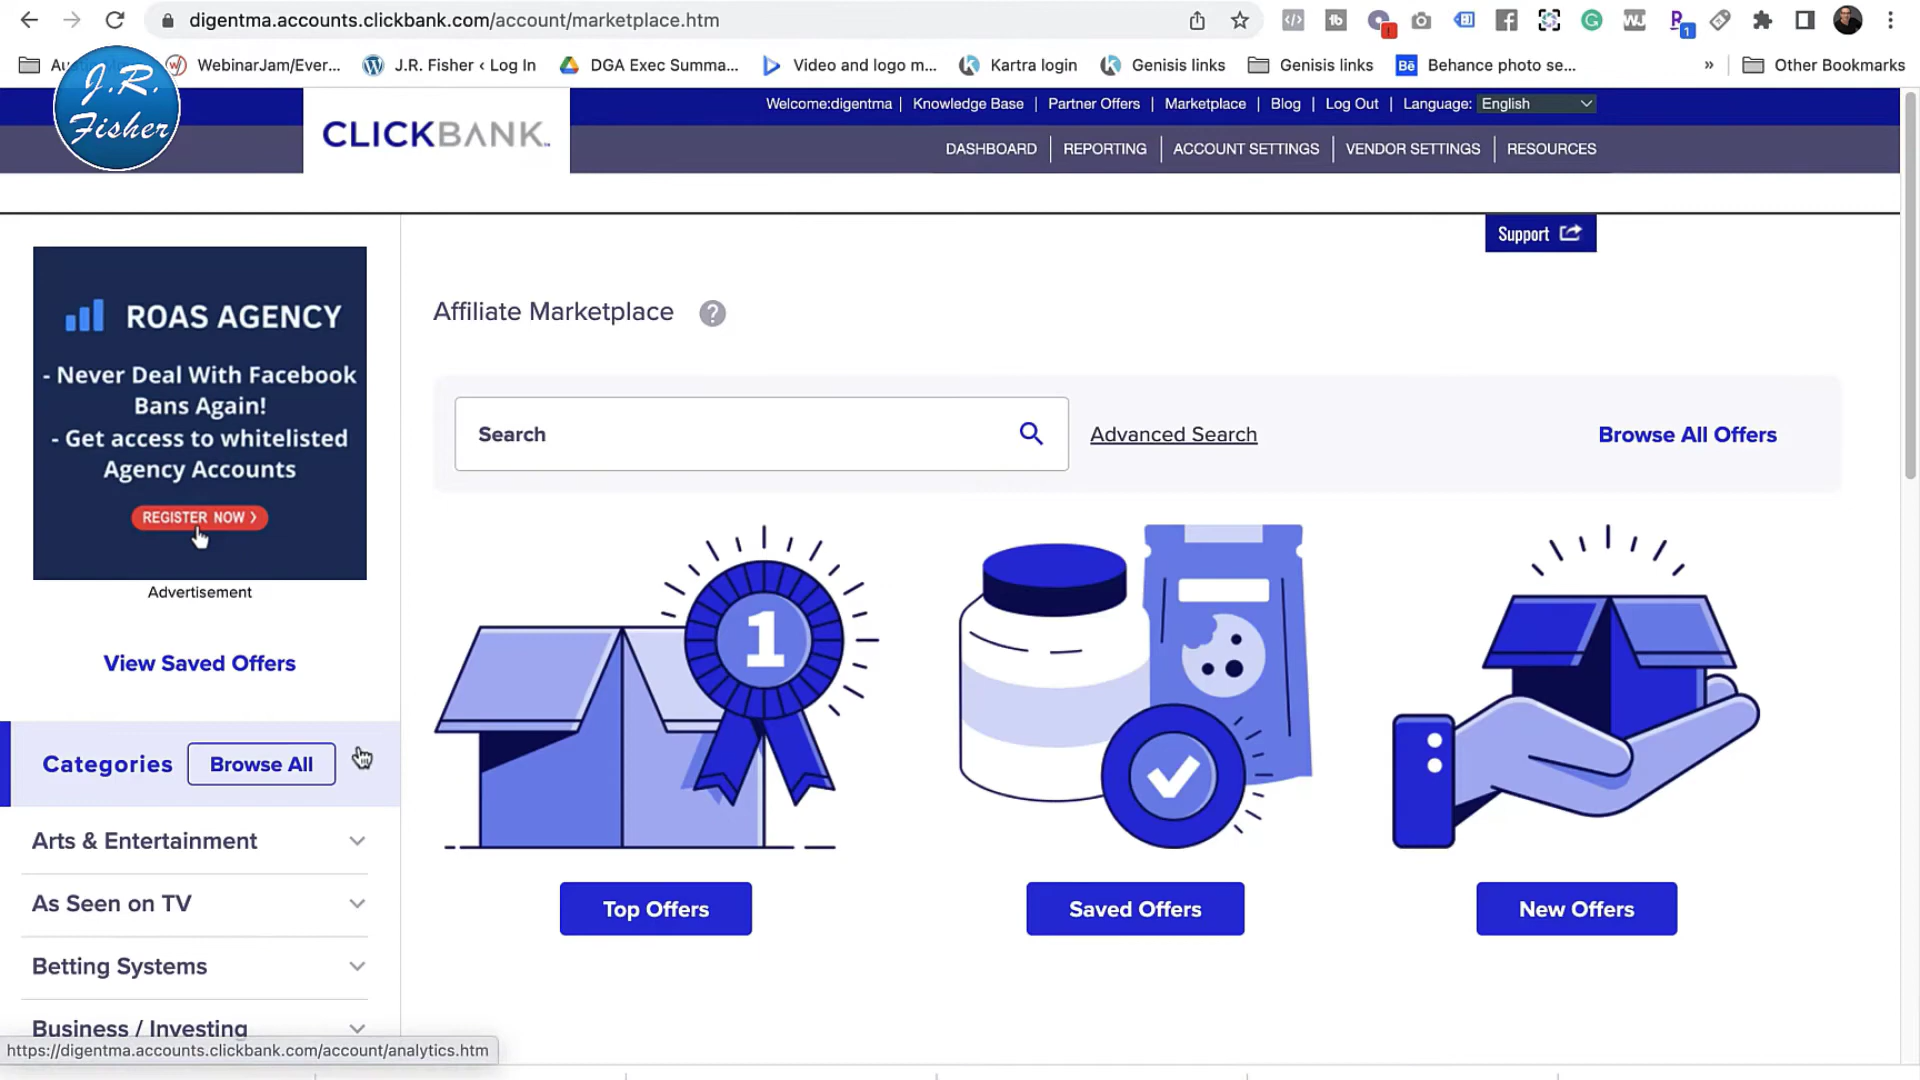 digentma.accounts.clickbank.com/account/marketplace.htm
WebinarJam/Ever...
J.R. Fisher ‹ Log In
DGA Exec Summa...
Video and logo m...
Kartra login
Genisis links
Genisis links
Behance photo se...
»
Other Bookmarks
J.R.
Fisher
CLICKBANK
Welcome:digentma | Knowledge Base | Partner Offers | Marketplace | Blog | Log Out | Language: English
DASHBOARD | REPORTING | ACCOUNT SETTINGS | VENDOR SETTINGS | RESOURCES
Support
ROAS AGENCY
- Never Deal With Facebook
Bans Again!
- Get access to whitelisted
Agency Accounts
REGISTER NOW >
Advertisement
View Saved Offers
Categories
Browse All
Arts & Entertainment
As Seen on TV
Betting Systems
Business / Investing
https://digentma.accounts.clickbank.com/account/analytics.htm
Affiliate Marketplace ?
Search
Advanced Search
Browse All Offers
1
Top Offers
Saved Offers
New Offers